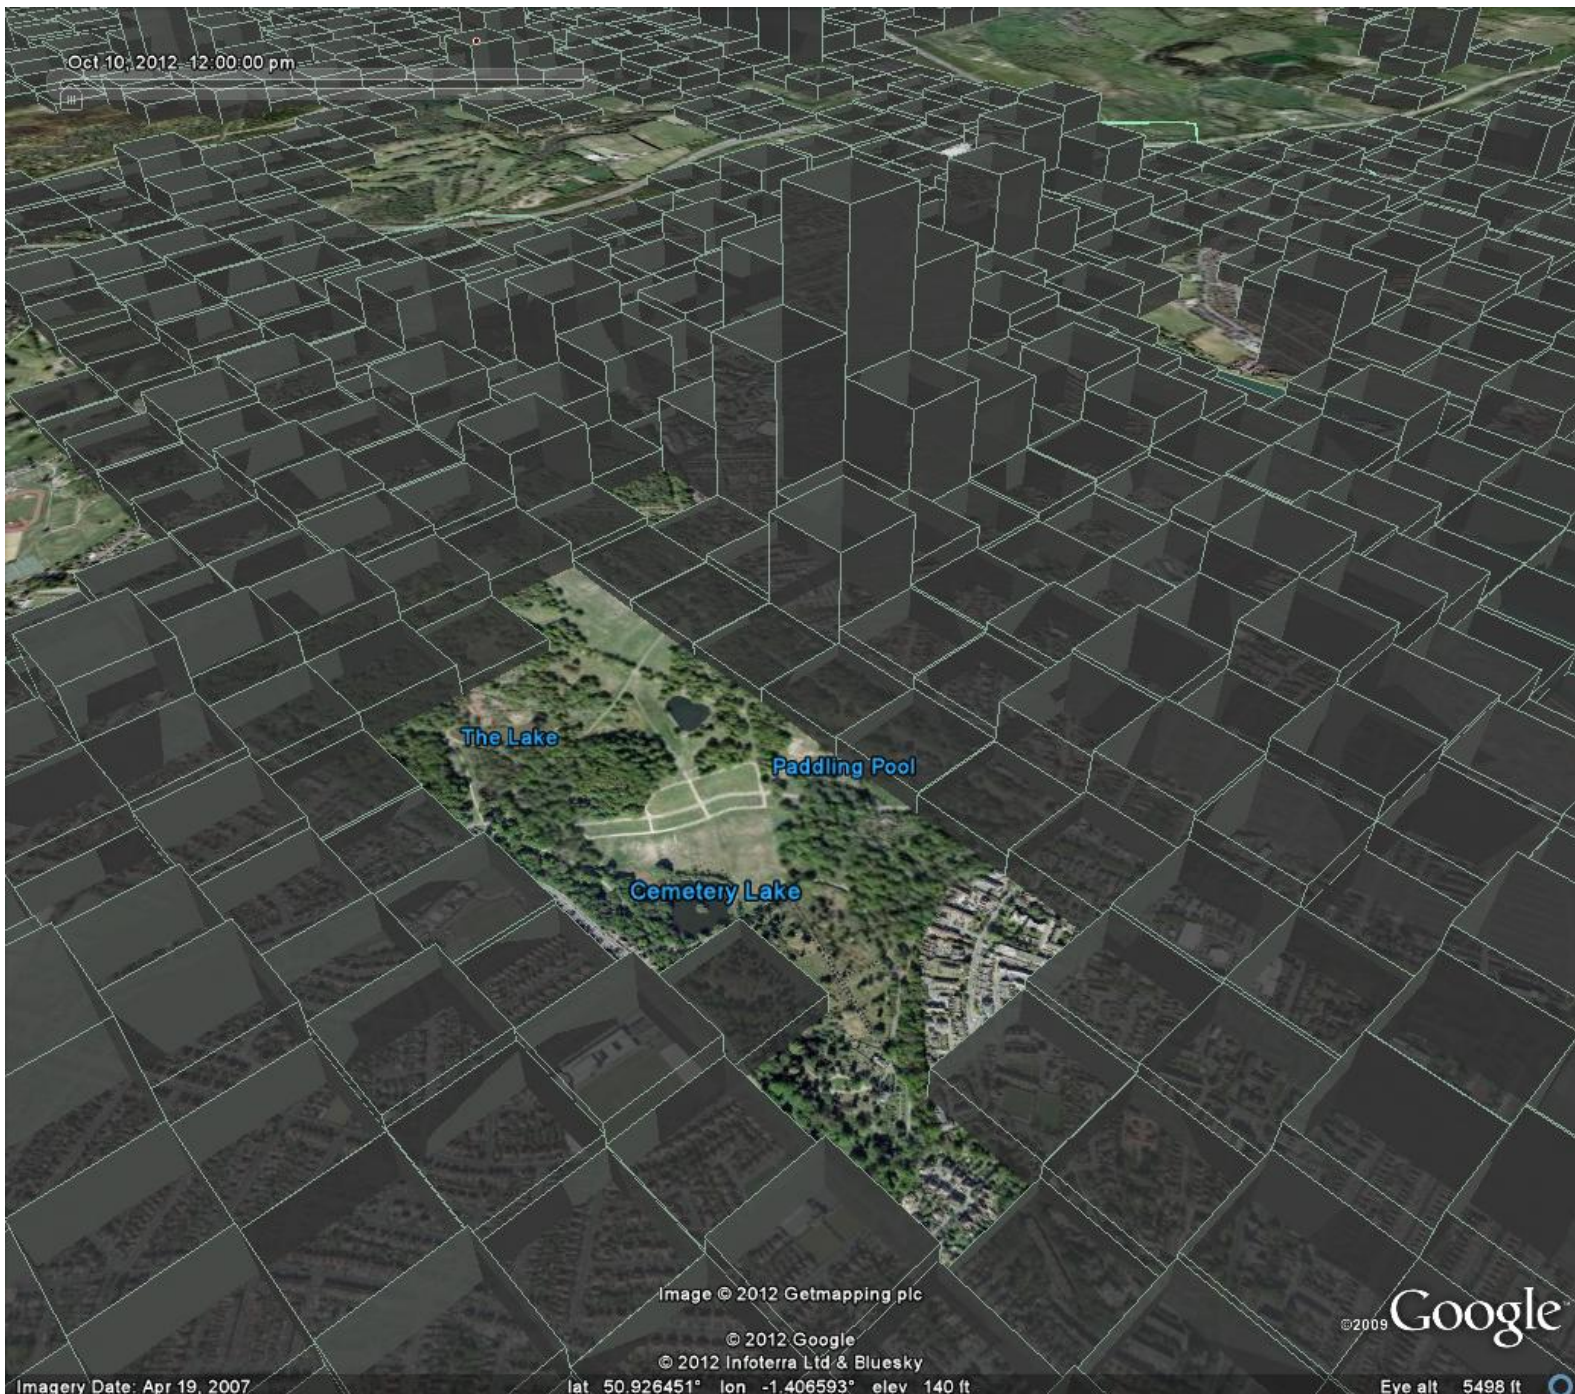 Oct 10, 2012 12:00:00 pm
The Lake
Paddling Pool
Cemetery Lake
Image © 2012 Getmapping plc
© 2012 Google
© 2012 Infoterra Ltd & Bluesky
©2009 Google
Imagery Date: Apr 19, 2007 lat 50.926451° lon -1.406593° elev 140 ft Eye alt 5498 ft